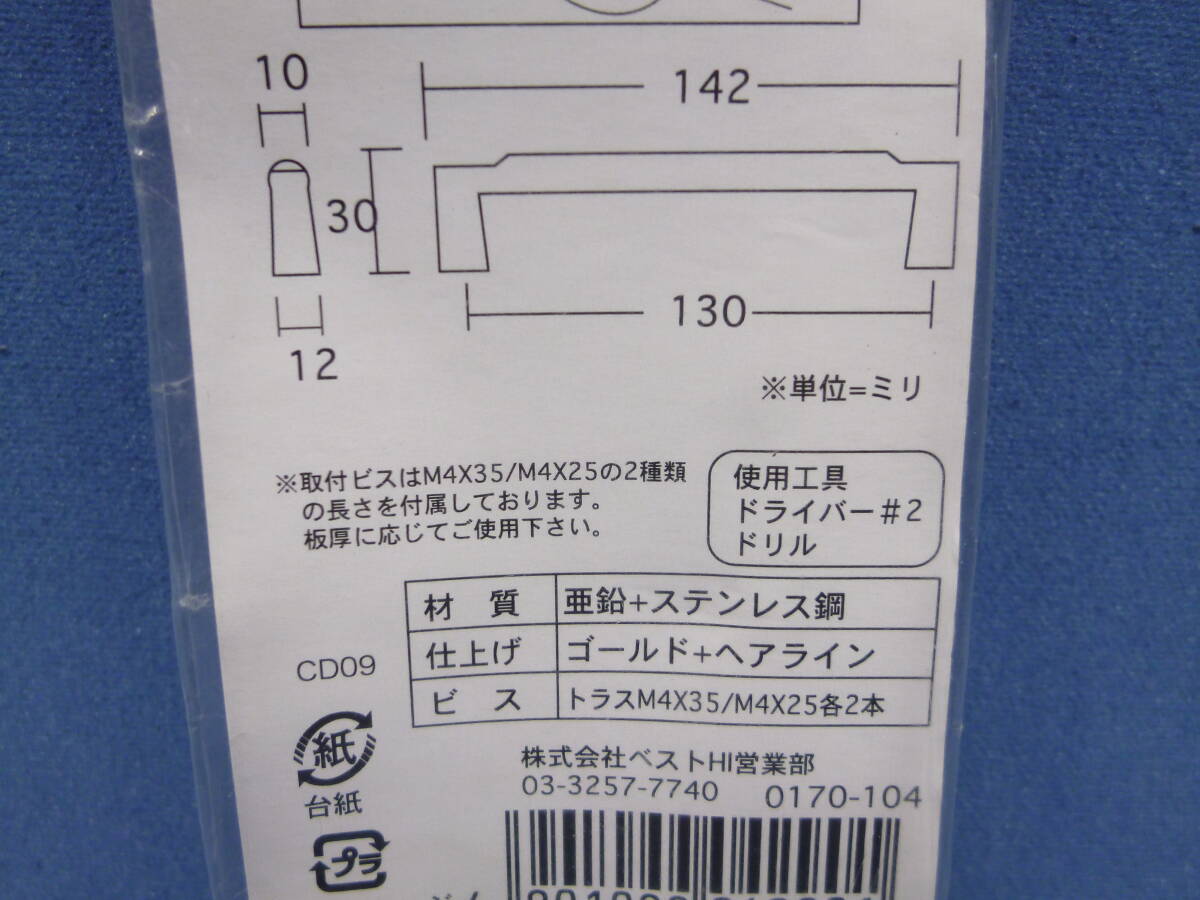 10
142
30
130
12
※単位=ミリ
※取付ビスはM4X35/M4X25の2種類
の長さを付属しております。
板厚に応じてご使用下さい。
使用工具
ドライバー#2
ドリル
材 質 亜鉛+ステンレス鋼
仕上げ ゴールド+ヘアライン
ビ ス トラスM4X35/M4X25各2本
CD09
紙
台紙
プラ
株式会社ベストHI営業部
03-3257-7740 0170-104